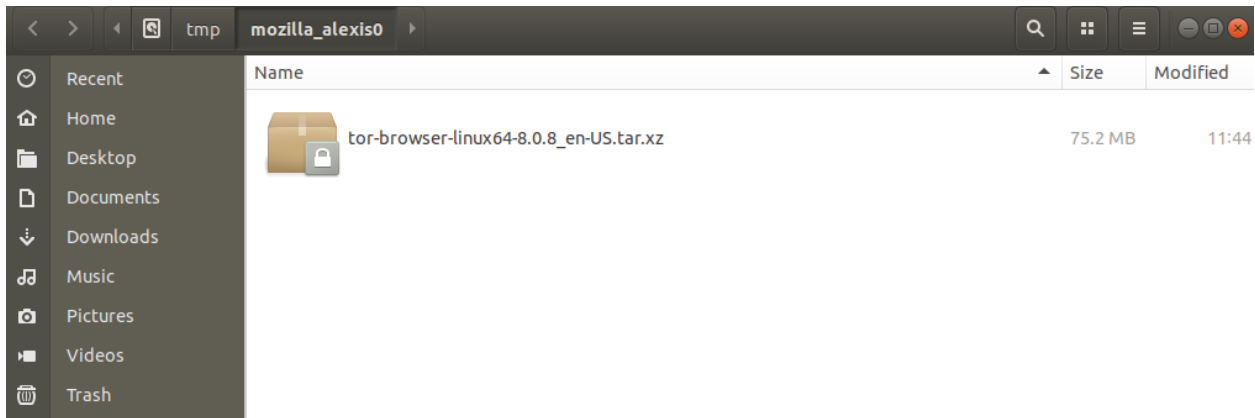 tmp mozilla_alexis0
Name Size Modified
Recent
Home
tor-browser-linux64-8.0.8_en-US.tar.xz 75.2 MB 11:44
Desktop
Documents
Downloads
Music
Pictures
Videos
Trash